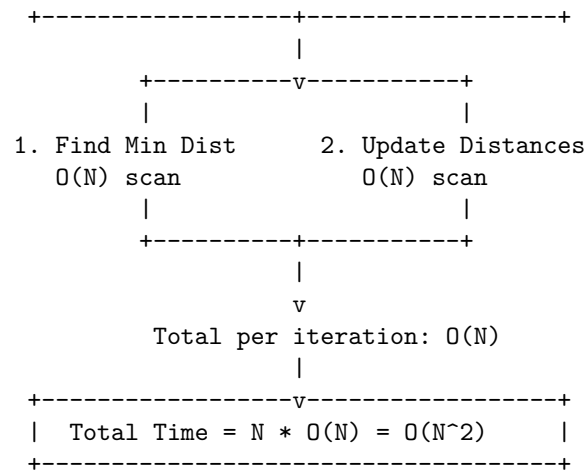 1. Find Min Dist 2. Update Distances
O(N) scan O(N) scan
v
Total per iteration: O(N)
v
Total Time = N * O(N) = O(N^2)